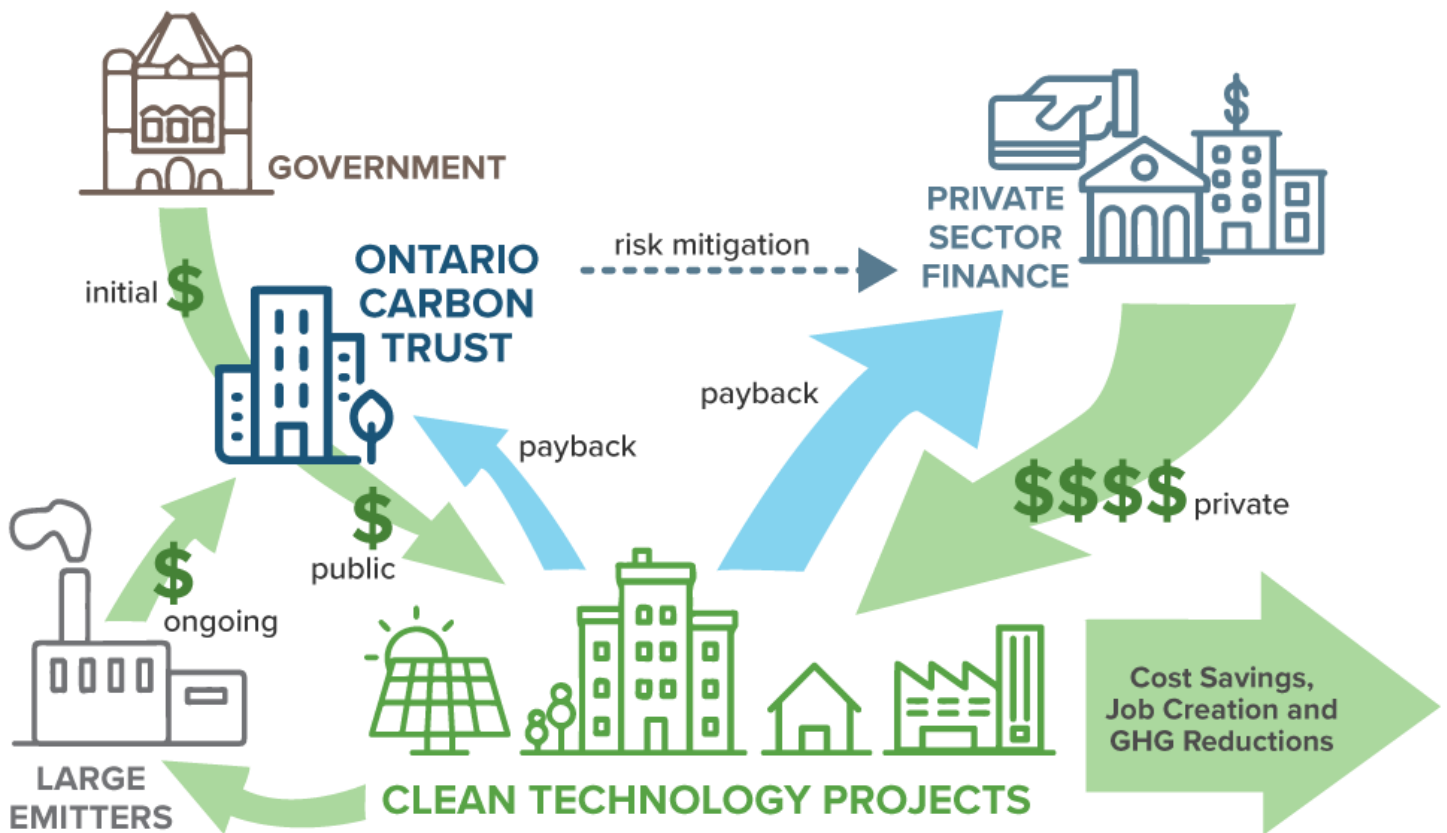 GOVERNMENT
initial $
ONTARIO
CARBON
TRUST
risk mitigation
$
PRIVATE
SECTOR
FINANCE
payback
payback
$$$$ private
$
public
$
ongoing
Cost Savings,
Job Creation and
GHG Reductions
LARGE
EMITTERS
CLEAN TECHNOLOGY PROJECTS